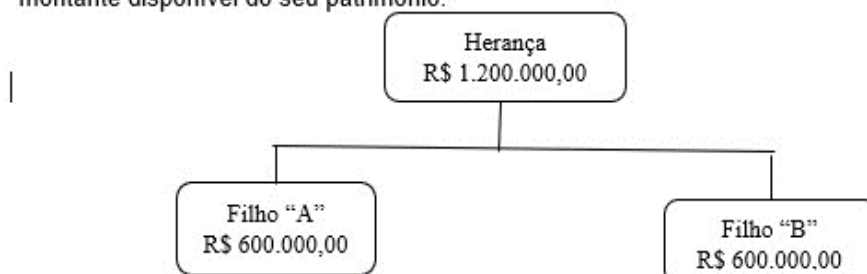 montante disponível do seu patrimônio.
Herança
R$ 1.200.000,00
Filho “A”
R$ 600.000,00
Filho “B”
R$ 600.000,00